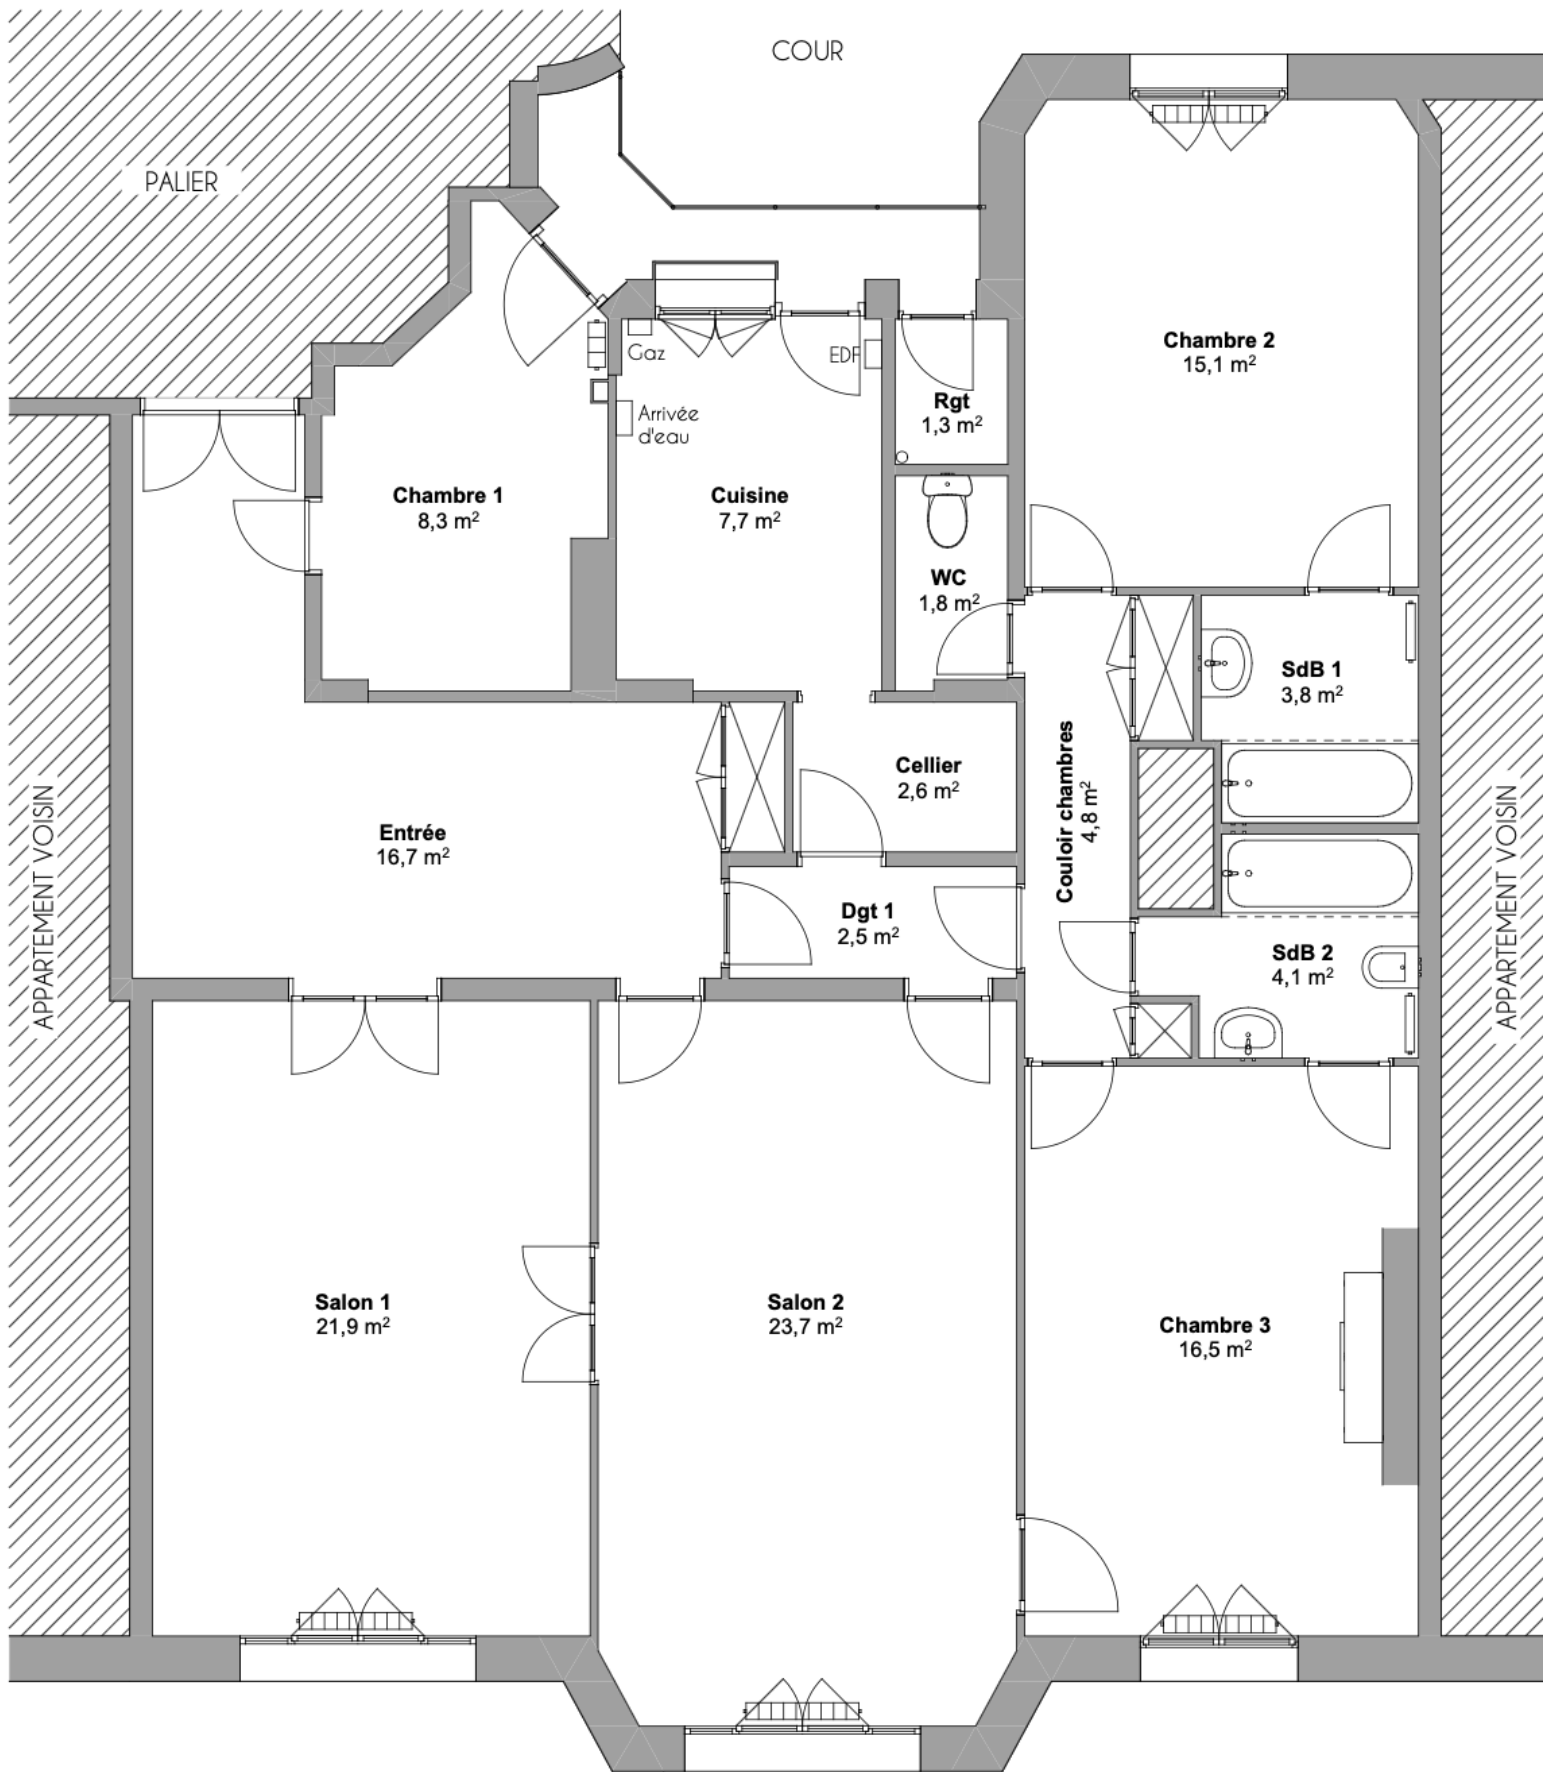 COUR
PALIER
Chambre 2
15,1 m²
Gaz
EDF
Rgt
1,3 m²
Arrivée
d'eau
Chambre 1
8,3 m²
Cuisine
7,7 m²
WC
1,8 m²
SdB 1
3,8 m²
Cellier
2,6 m²
Couloir chambres
4,8 m²
Entrée
16,7 m²
APPARTEMENT VOISIN
APPARTEMENT VOISIN
Dgt 1
2,5 m²
SdB 2
4,1 m²
Salon 1
21,9 m²
Salon 2
23,7 m²
Chambre 3
16,5 m²